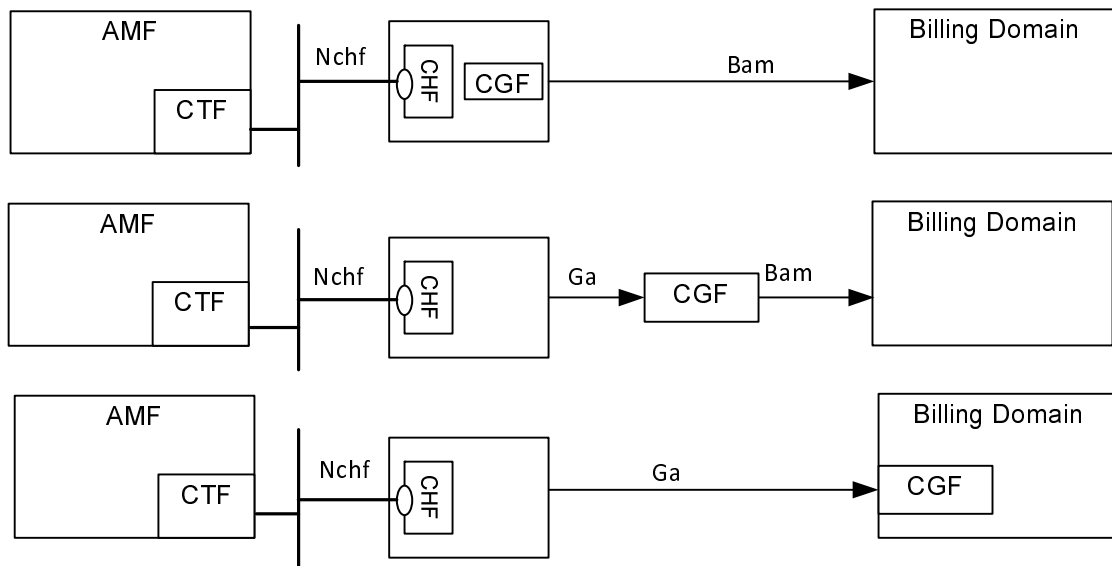 AMF
CTF
Nchf
CHF
CGF
Bam
Billing Domain
AMF
CTF
Nchf
CHF
Ga
CGF
Bam
Billing Domain
AMF
CTF
Nchf
CHF
Ga
Billing Domain
CGF